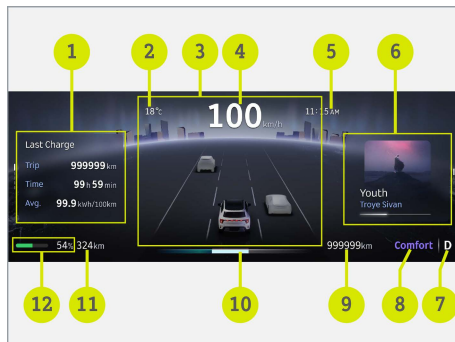 1
2
3
4
5
6
18°c
100 km/h
11:15 AM
Last Charge
Trip 999999 km
Time 99 h 59 min
Avg. 99.9 kWh/100km
Youth
Troye Sivan
54% 324km
999999km
Comfort
D
12
11
10
9
8
7